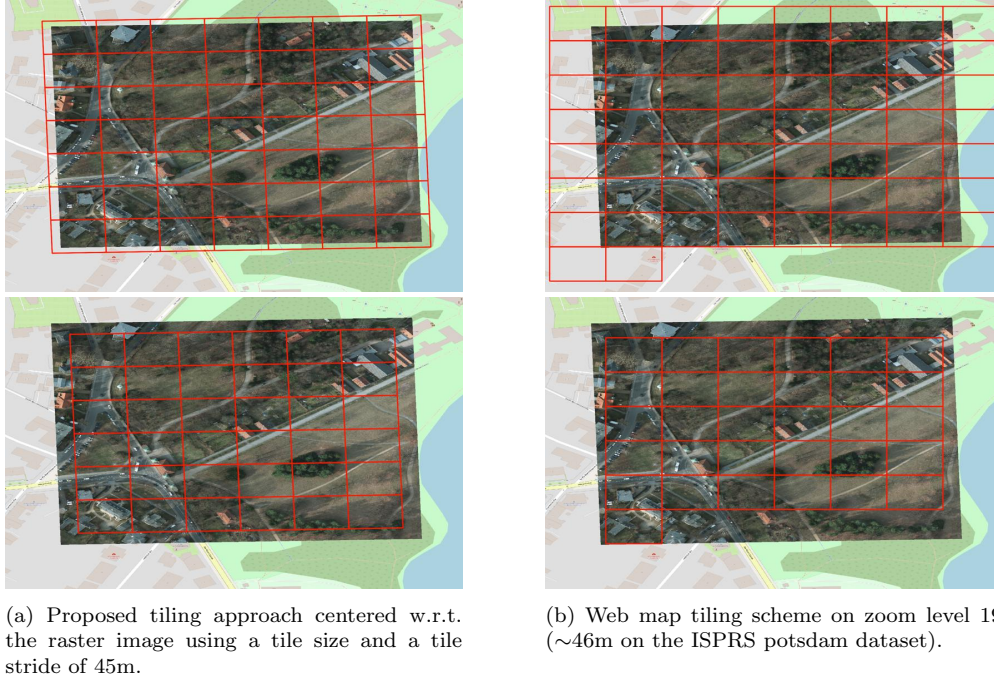 (a) Proposed tiling approach centered w.r.t.
the raster image using a tile size and a tile
stride of 45m.
(b) Web map tiling scheme on zoom level 19
(∼46m on the ISPRS potsdam dataset).